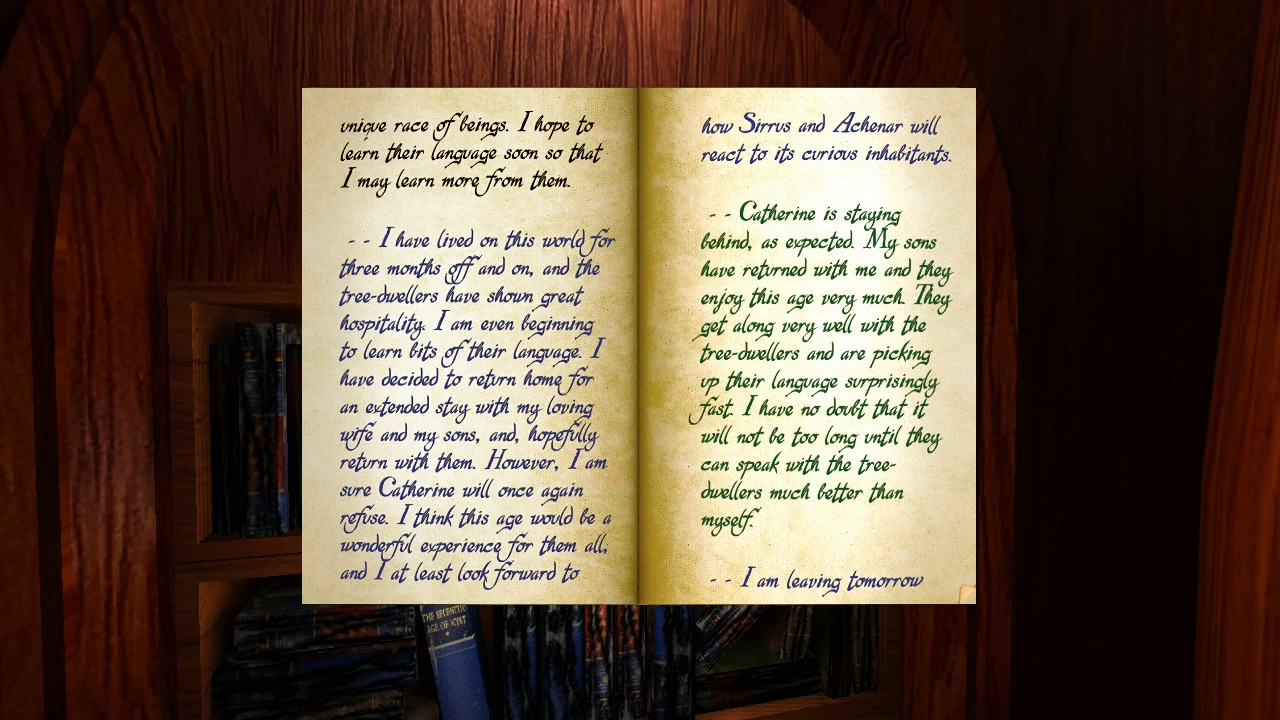 unique race of beings. I hope to
learn their language soon so that
I may learn more from them.
-- I have lived on this world for
three months off and on, and the
tree-dwellers have shown great
hospitality. I am even beginning
to learn bits of their language. I
have decided to return home for
an extended stay with my loving
wife and my sons, and, hopefully
return with them. However, I am
sure Catherine will once again
refuse. I think this age would be a
wonderful experience for them all,
and I at least look forward to
how Sirrus and Achenar will
react to its curious inhabitants.
-- Catherine is staying
behind, as expected. My sons
have returned with me and they
enjoy this age very much. They
get along very well with the
tree-dwellers and are picking
up their language surprisingly
fast. I have no doubt that it
will not be too long until they
can speak with the tree-
dwellers much better than
myself.
-- I am leaving tomorrow
AGE OF